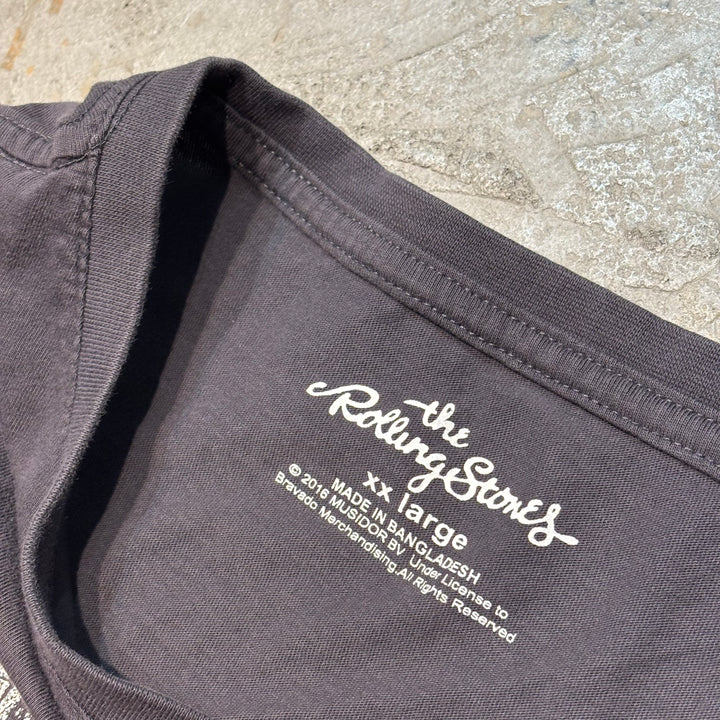 the
Rolling Stones
xx large
MADE IN BANGLADESH
© 2016 MUSIDOR BV Under License to
Bravado Merchandising.All Rights Reserved